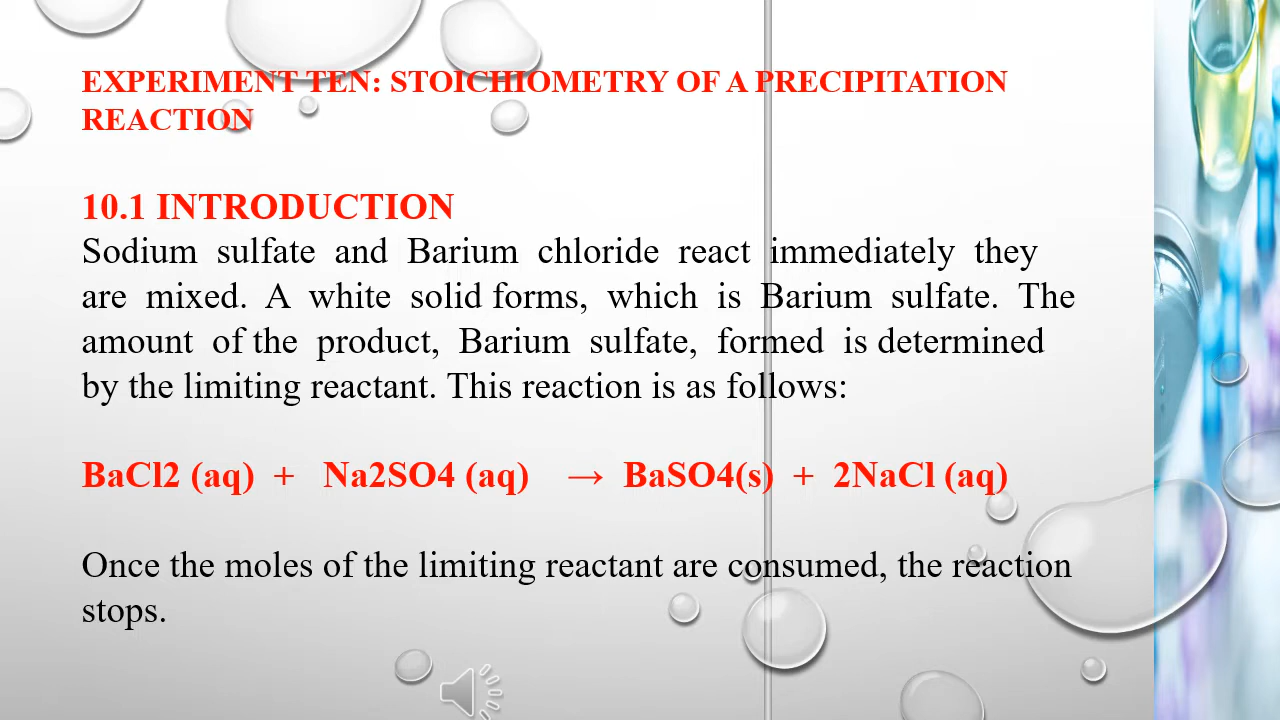 EXPERIMENT TEN: STOICHIOMETRY OF A PRECIPITATION
REACTION
10.1 INTRODUCTION
Sodium sulfate and Barium chloride react immediately they
are mixed. A white solid forms, which is Barium sulfate. The
amount of the product, Barium sulfate, formed is determined
by the limiting reactant. This reaction is as follows:
BaCl2 (aq) + Na2SO4 (aq) → BaSO4(s) + 2NaCl (aq)
Once the moles of the limiting reactant are consumed, the reaction
stops.